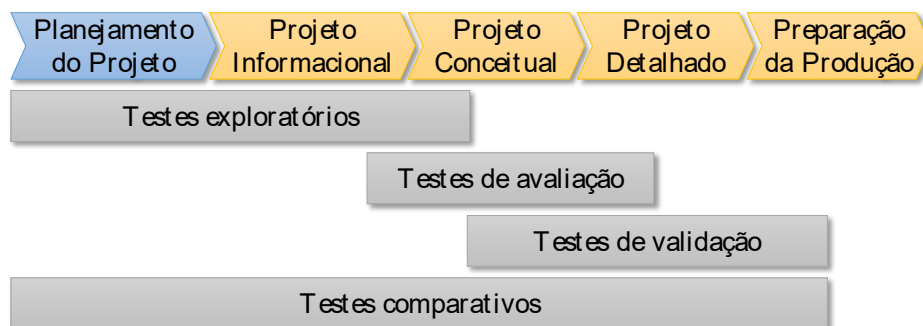 Planejamento
do Projeto
Projeto
Informacional
Projeto
Conceitual
Projeto
Detalhado
Preparação
da Produção
Testes exploratórios
Testes de avaliação
Testes de validação
Testes comparativos